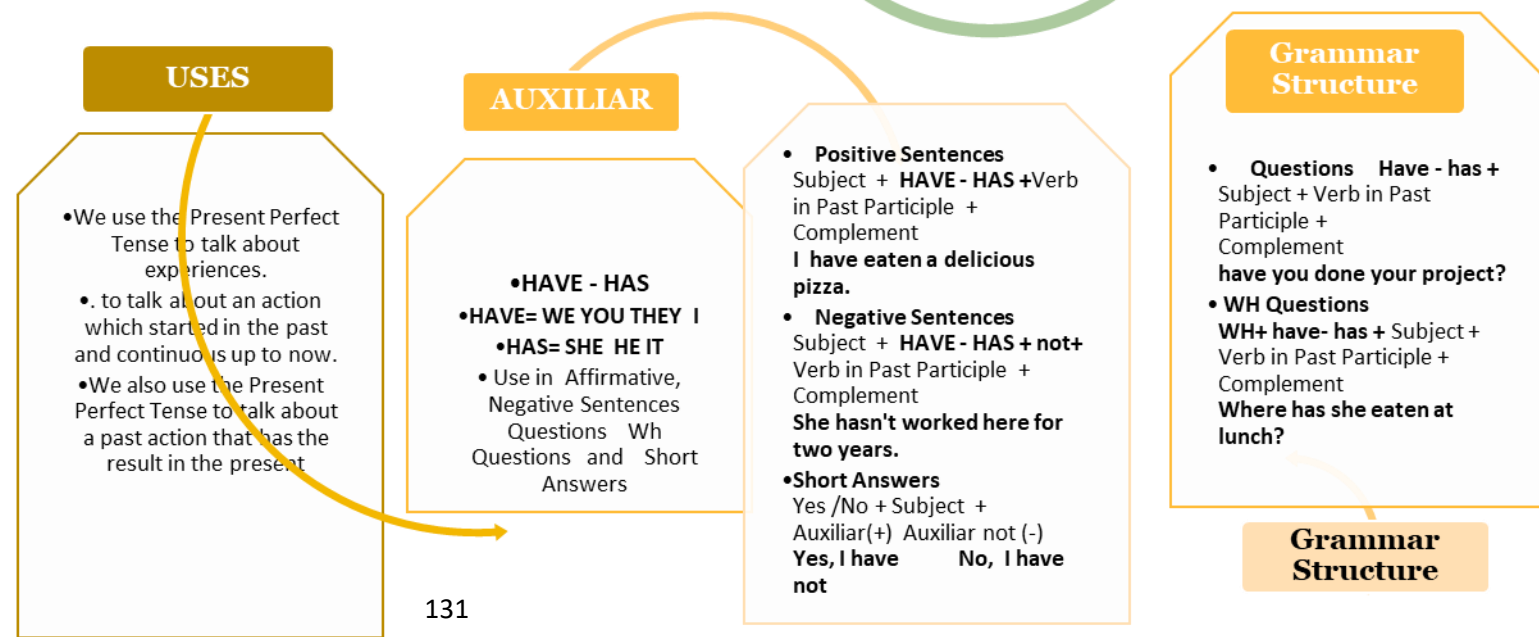 USES
•We use the Present Perfect
Tense to talk about
experiences.
•. to talk about an action
which started in the past
and continuous up to now.
•We also use the Present
Perfect Tense to talk about
a past action that has the
result in the present
AUXILIAR
•HAVE - HAS
•HAVE= WE YOU THEY I
•HAS= SHE HE IT
• Use in Affirmative,
Negative Sentences
Questions Wh
Questions and Short
Answers
• Positive Sentences
Subject + HAVE - HAS +Verb
in Past Participle +
Complement
I have eaten a delicious
pizza.
• Negative Sentences
Subject + HAVE - HAS + not+
Verb in Past Participle +
Complement
She hasn't worked here for
two years.
•Short Answers
Yes /No + Subject +
Auxiliar(+) Auxiliar not (-)
Yes, I have No, I have
not
Grammar
Structure
• Questions Have - has +
Subject + Verb in Past
Participle +
Complement
have you done your project?
• WH Questions
WH+ have- has + Subject +
Verb in Past Participle +
Complement
Where has she eaten at
lunch?
Grammar
Structure
131